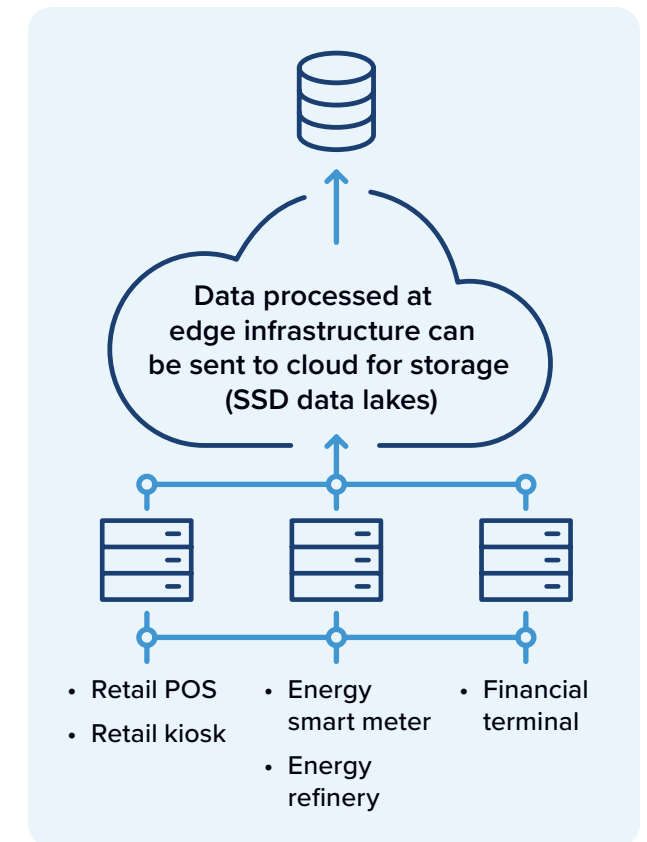 Data processed at
edge infrastructure can
be sent to cloud for storage
(SSD data lakes)
• Retail POS
• Retail kiosk
• Energy
smart meter
• Energy
refinery
• Financial
terminal